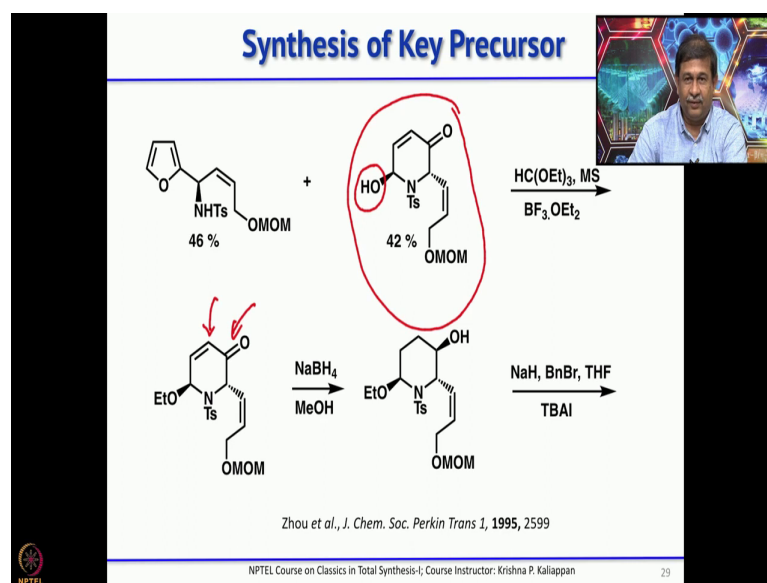 Synthesis of Key Precursor
O
NHTs
OMOM
46 %
+
O
HO
N
Ts
OMOM
42 %
HC(OEt)3, MS
BF3.OEt2
O
EtO
N
Ts
OMOM
NaBH4
MeOH
OH
EtO
N
Ts
OMOM
NaH, BnBr, THF
TBAI
Zhou et al., J. Chem. Soc. Perkin Trans 1, 1995, 2599
NPTEL
NPTEL Course on Classics in Total Synthesis-I; Course Instructor: Krishna P. Kaliappan
29